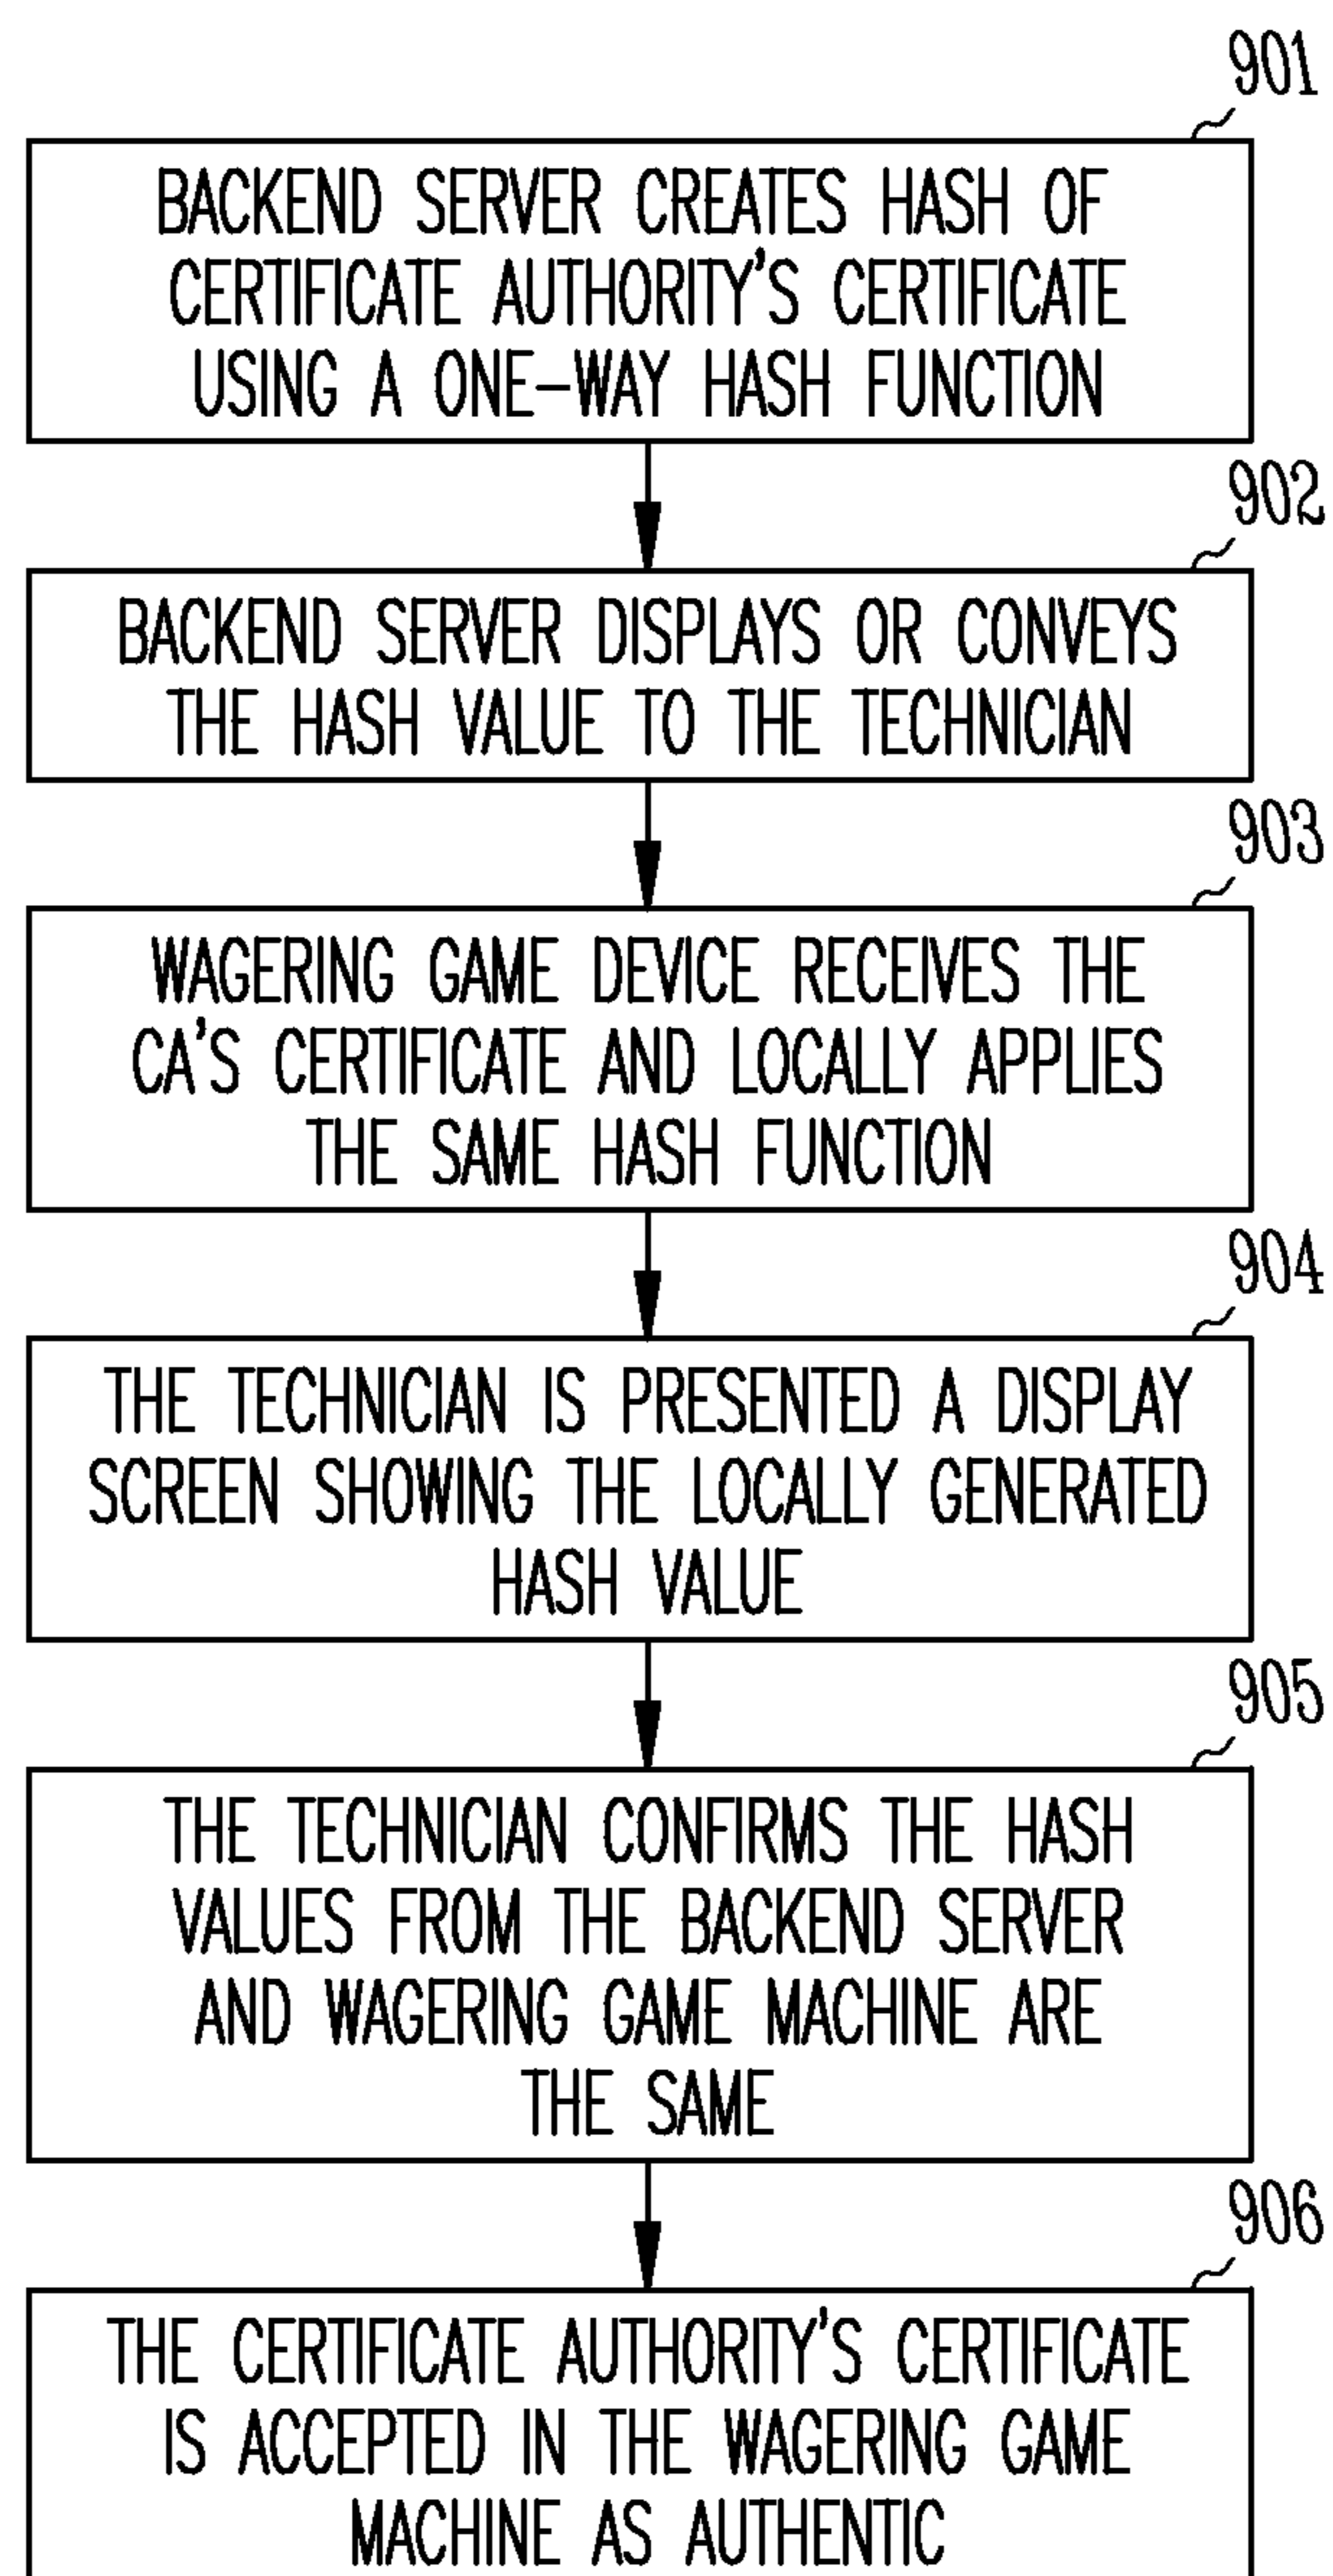 901
BACKEND SERVER CREATES HASH OF
CERTIFICATE AUTHORITY'S CERTIFICATE
USING A ONE-WAY HASH FUNCTION
902
BACKEND SERVER DISPLAYS OR CONVEYS
THE HASH VALUE TO THE TECHNICIAN
903
WAGERING GAME DEVICE RECEIVES THE
CA'S CERTIFICATE AND LOCALLY APPLIES
THE SAME HASH FUNCTION
904
THE TECHNICIAN IS PRESENTED A DISPLAY
SCREEN SHOWING THE LOCALLY GENERATED
HASH VALUE
905
THE TECHNICIAN CONFIRMS THE HASH
VALUES FROM THE BACKEND SERVER
AND WAGERING GAME MACHINE ARE
THE SAME
906
THE CERTIFICATE AUTHORITY'S CERTIFICATE
IS ACCEPTED IN THE WAGERING GAME
MACHINE AS AUTHENTIC